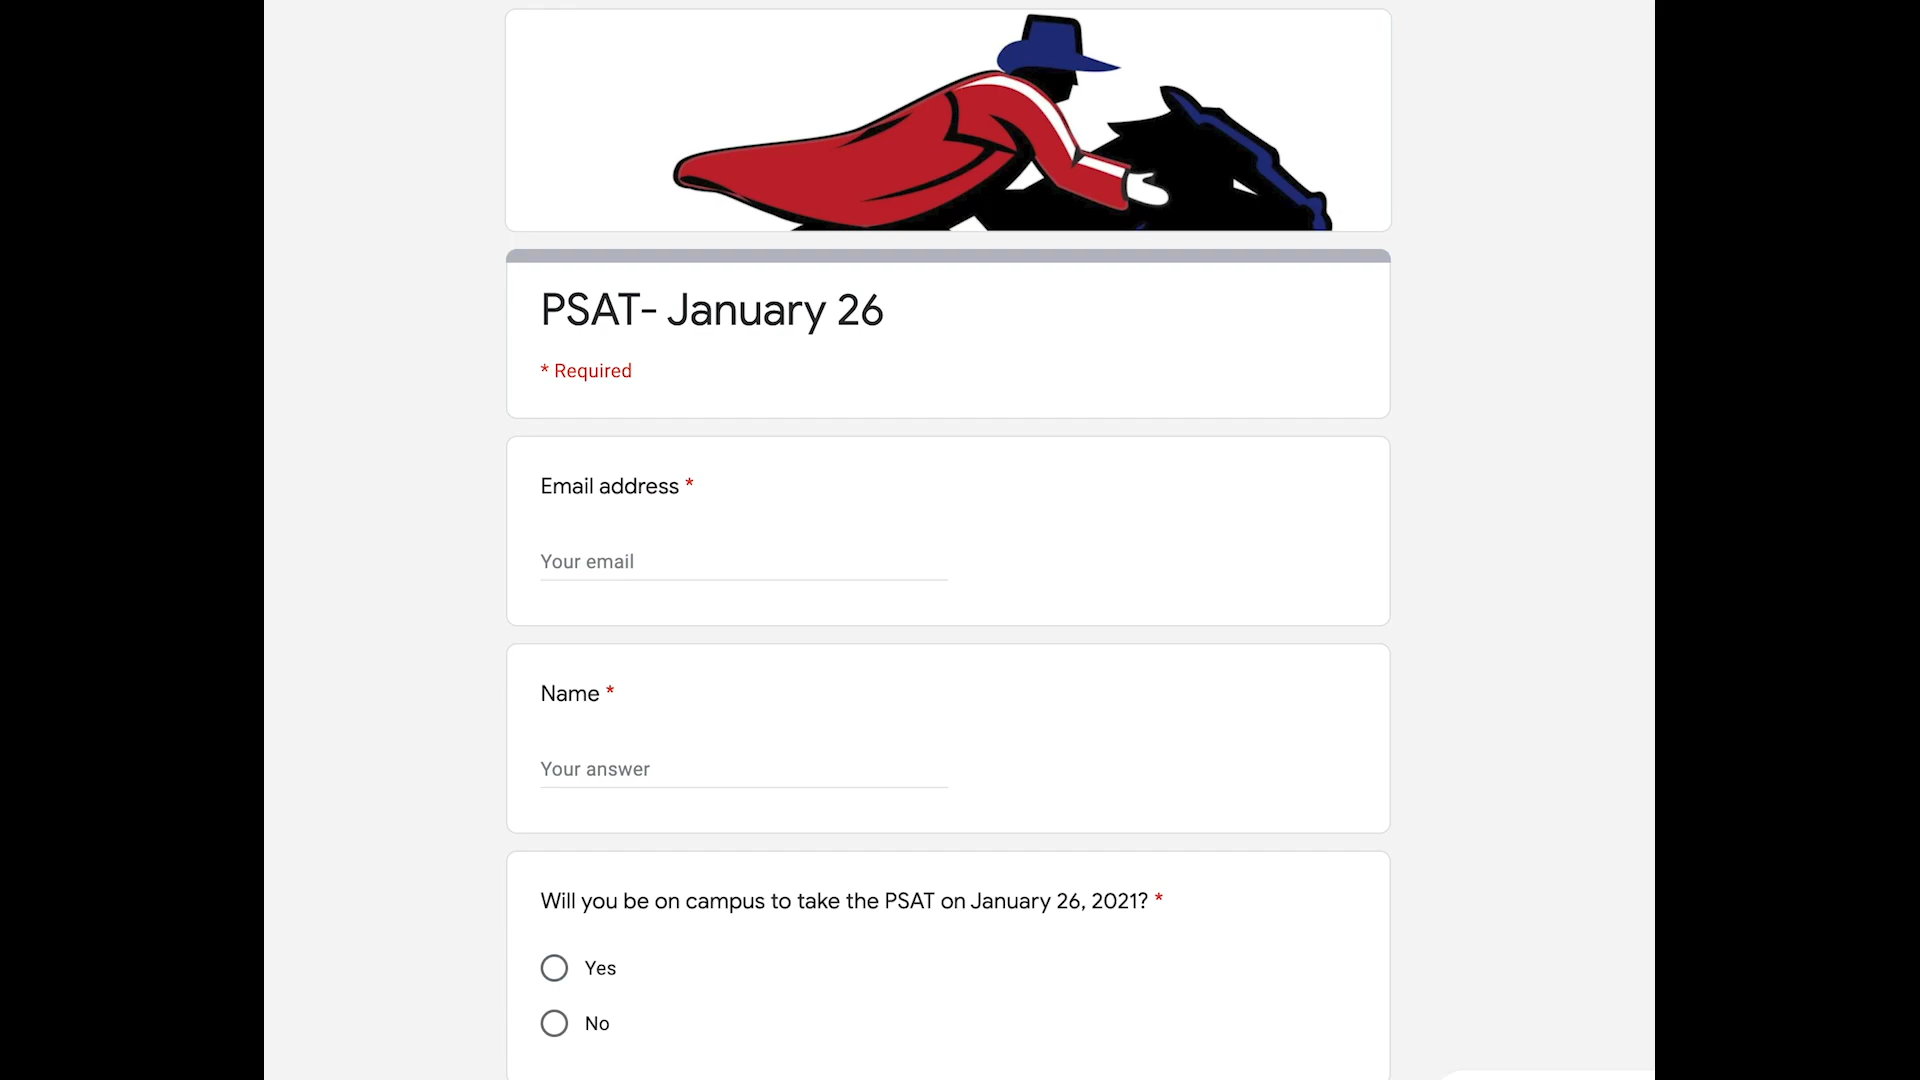 PSAT- January 26
* Required
Email address *
Your email
Name *
Your answer
Will you be on campus to take the PSAT on January 26, 2021? *
Yes
No